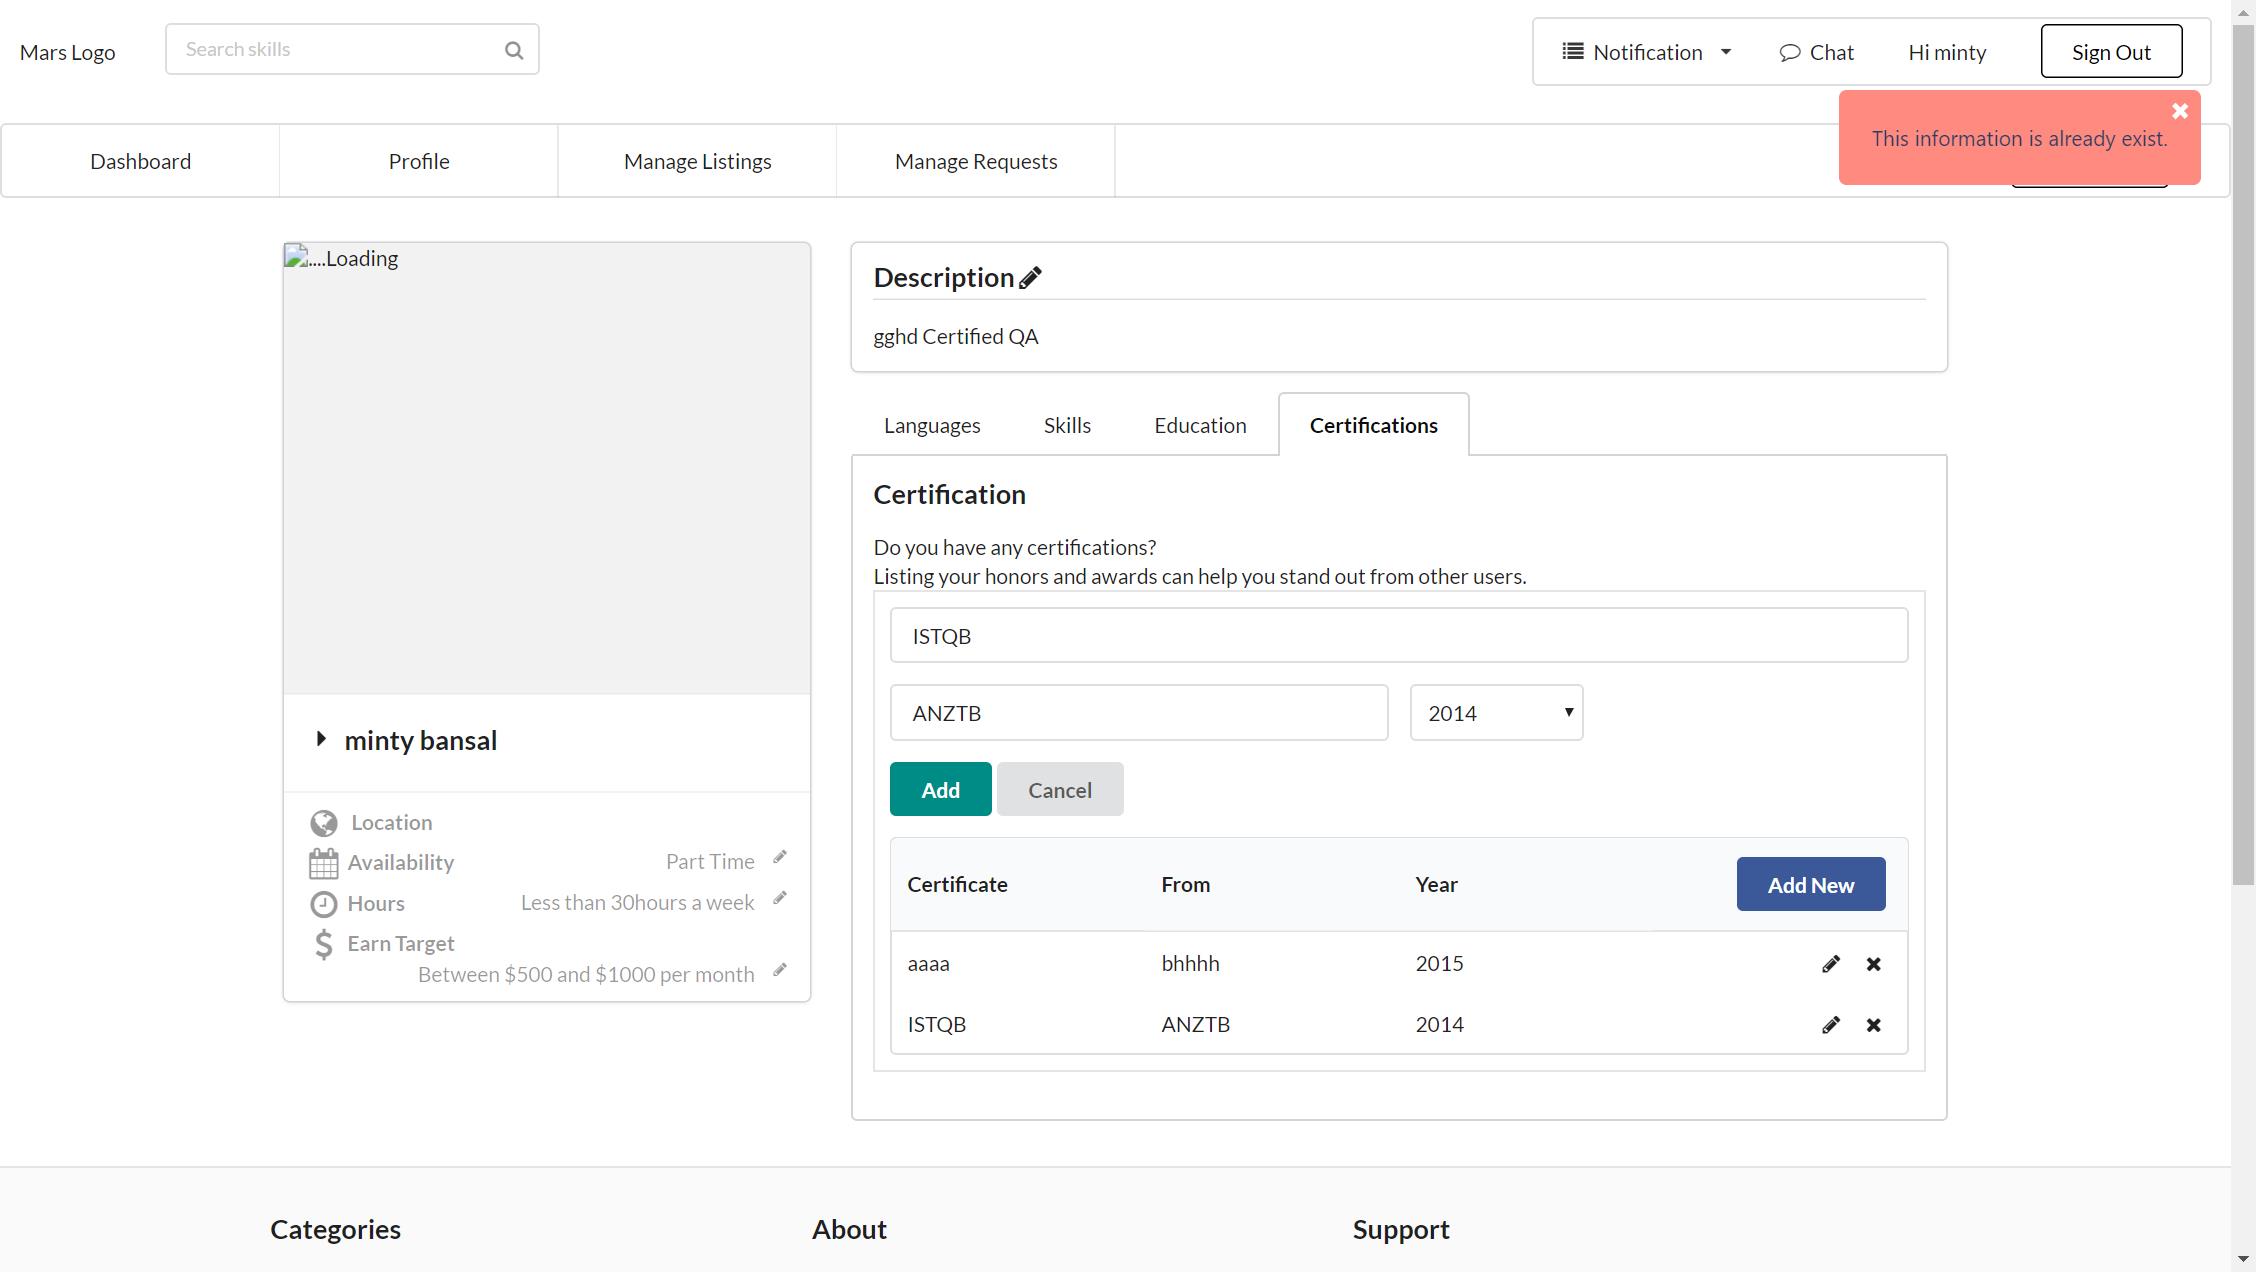 Mars Logo
Search skills
Notification
Chat
Hi minty
Sign Out
This information is already exist.
Dashboard
Profile
Manage Listings
Manage Requests
....Loading
minty bansal
Location
Availability
Part Time
Hours
Less than 30hours a week
Earn Target
Between $500 and $1000 per month
Description
gghd Certified QA
Languages
Skills
Education
Certifications
Certification
Do you have any certifications?
Listing your honors and awards can help you stand out from other users.
ISTQB
ANZTB
2014
Add
Cancel
Certificate From Year Add New
aaaa bhhhh 2015
ISTQB ANZTB 2014
Categories
About
Support